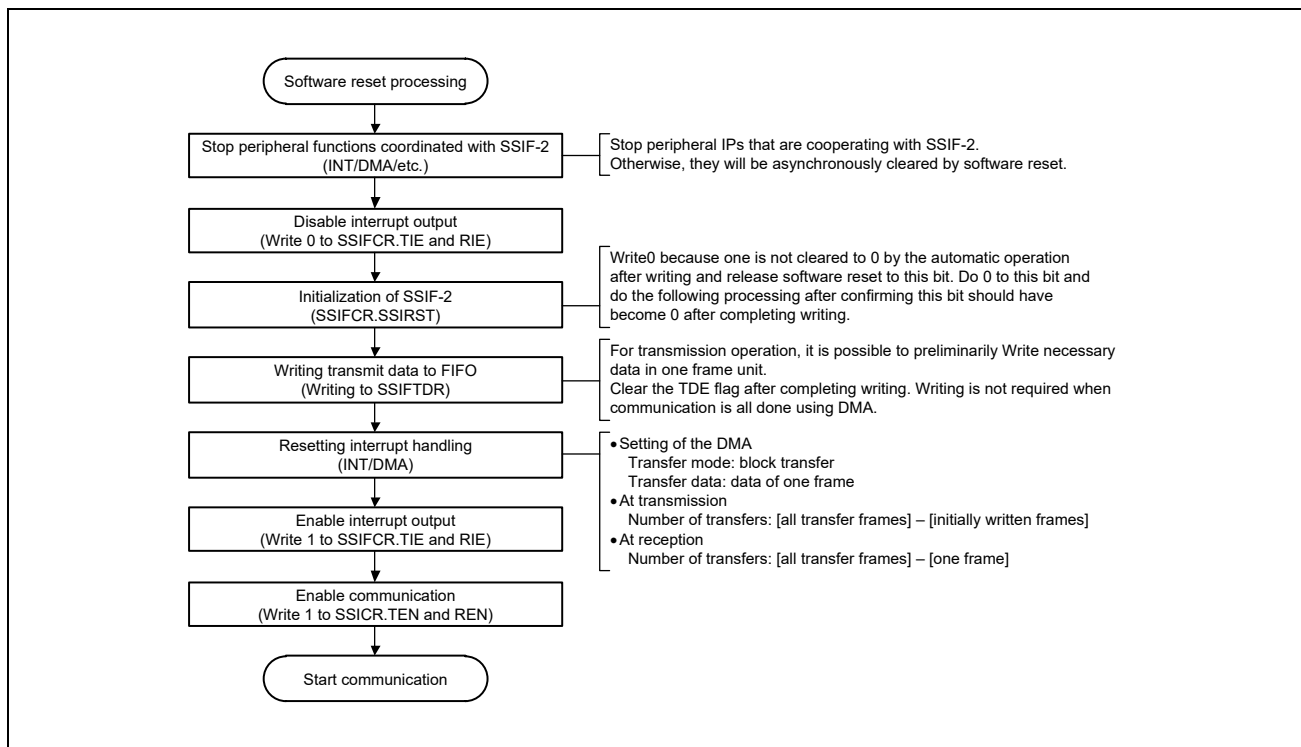 Software reset processing
Stop peripheral functions coordinated with SSIF-2
(INT/DMA/etc.)
Stop peripheral IPs that are cooperating with SSIF-2.
Otherwise, they will be asynchronously cleared by software reset.
Disable interrupt output
(Write 0 to SSIFCR.TIE and RIE)
Initialization of SSIF-2
(SSIFCR.SSIRST)
Write0 because one is not cleared to 0 by the automatic operation
after writing and release software reset to this bit. Do 0 to this bit and
do the following processing after confirming this bit should have
become 0 after completing writing.
Writing transmit data to FIFO
(Writing to SSIFTDR)
For transmission operation, it is possible to preliminarily Write necessary
data in one frame unit.
Clear the TDE flag after completing writing. Writing is not required when
communication is all done using DMA.
Resetting interrupt handling
(INT/DMA)
•Setting of the DMA
Transfer mode: block transfer
Transfer data: data of one frame
•At transmission
Number of transfers: [all transfer frames] – [initially written frames]
•At reception
Number of transfers: [all transfer frames] – [one frame]
Enable interrupt output
(Write 1 to SSIFCR.TIE and RIE)
Enable communication
(Write 1 to SSICR.TEN and REN)
Start communication